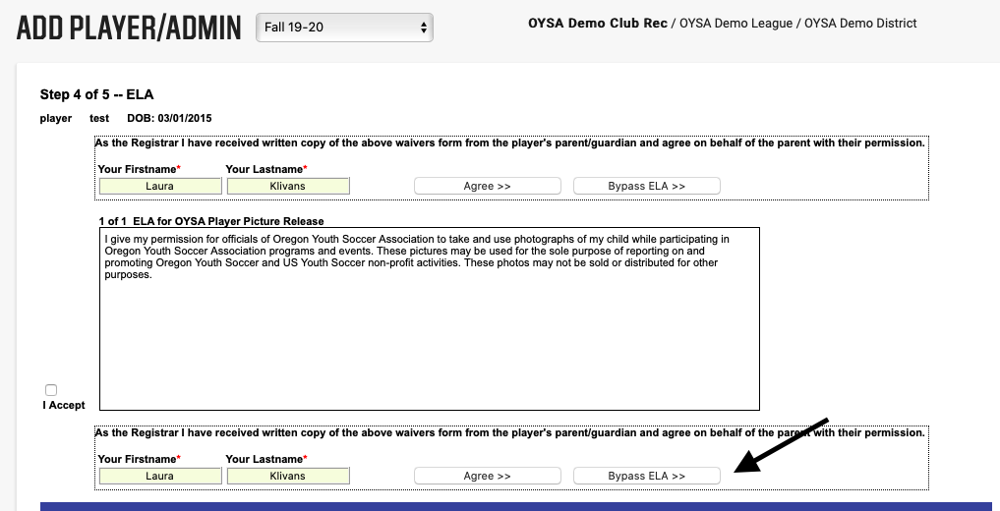 ADD PLAYER/ADMIN Fall 19-20 OYSA Demo Club Rec / OYSA Demo League / OYSA Demo District
Step 4 of 5 -- ELA
player test DOB: 03/01/2015
As the Registrar I have received written copy of the above waivers form from the player's parent/guardian and agree on behalf of the parent with their permission.
Your Firstname* Your Lastname*
Laura Klivans Agree >> Bypass ELA >>
1 of 1 ELA for OYSA Player Picture Release
I give my permission for officials of Oregon Youth Soccer Association to take and use photographs of my child while participating in
Oregon Youth Soccer Association programs and events. These pictures may be used for the sole purpose of reporting on and
promoting Oregon Youth Soccer and US Youth Soccer non-profit activities. These photos may not be sold or distributed for other
purposes.
I Accept
As the Registrar I have received written copy of the above waivers form from the player's parent/guardian and agree on behalf of the parent with their permission.
Your Firstname* Your Lastname*
Laura Klivans Agree >> Bypass ELA >>